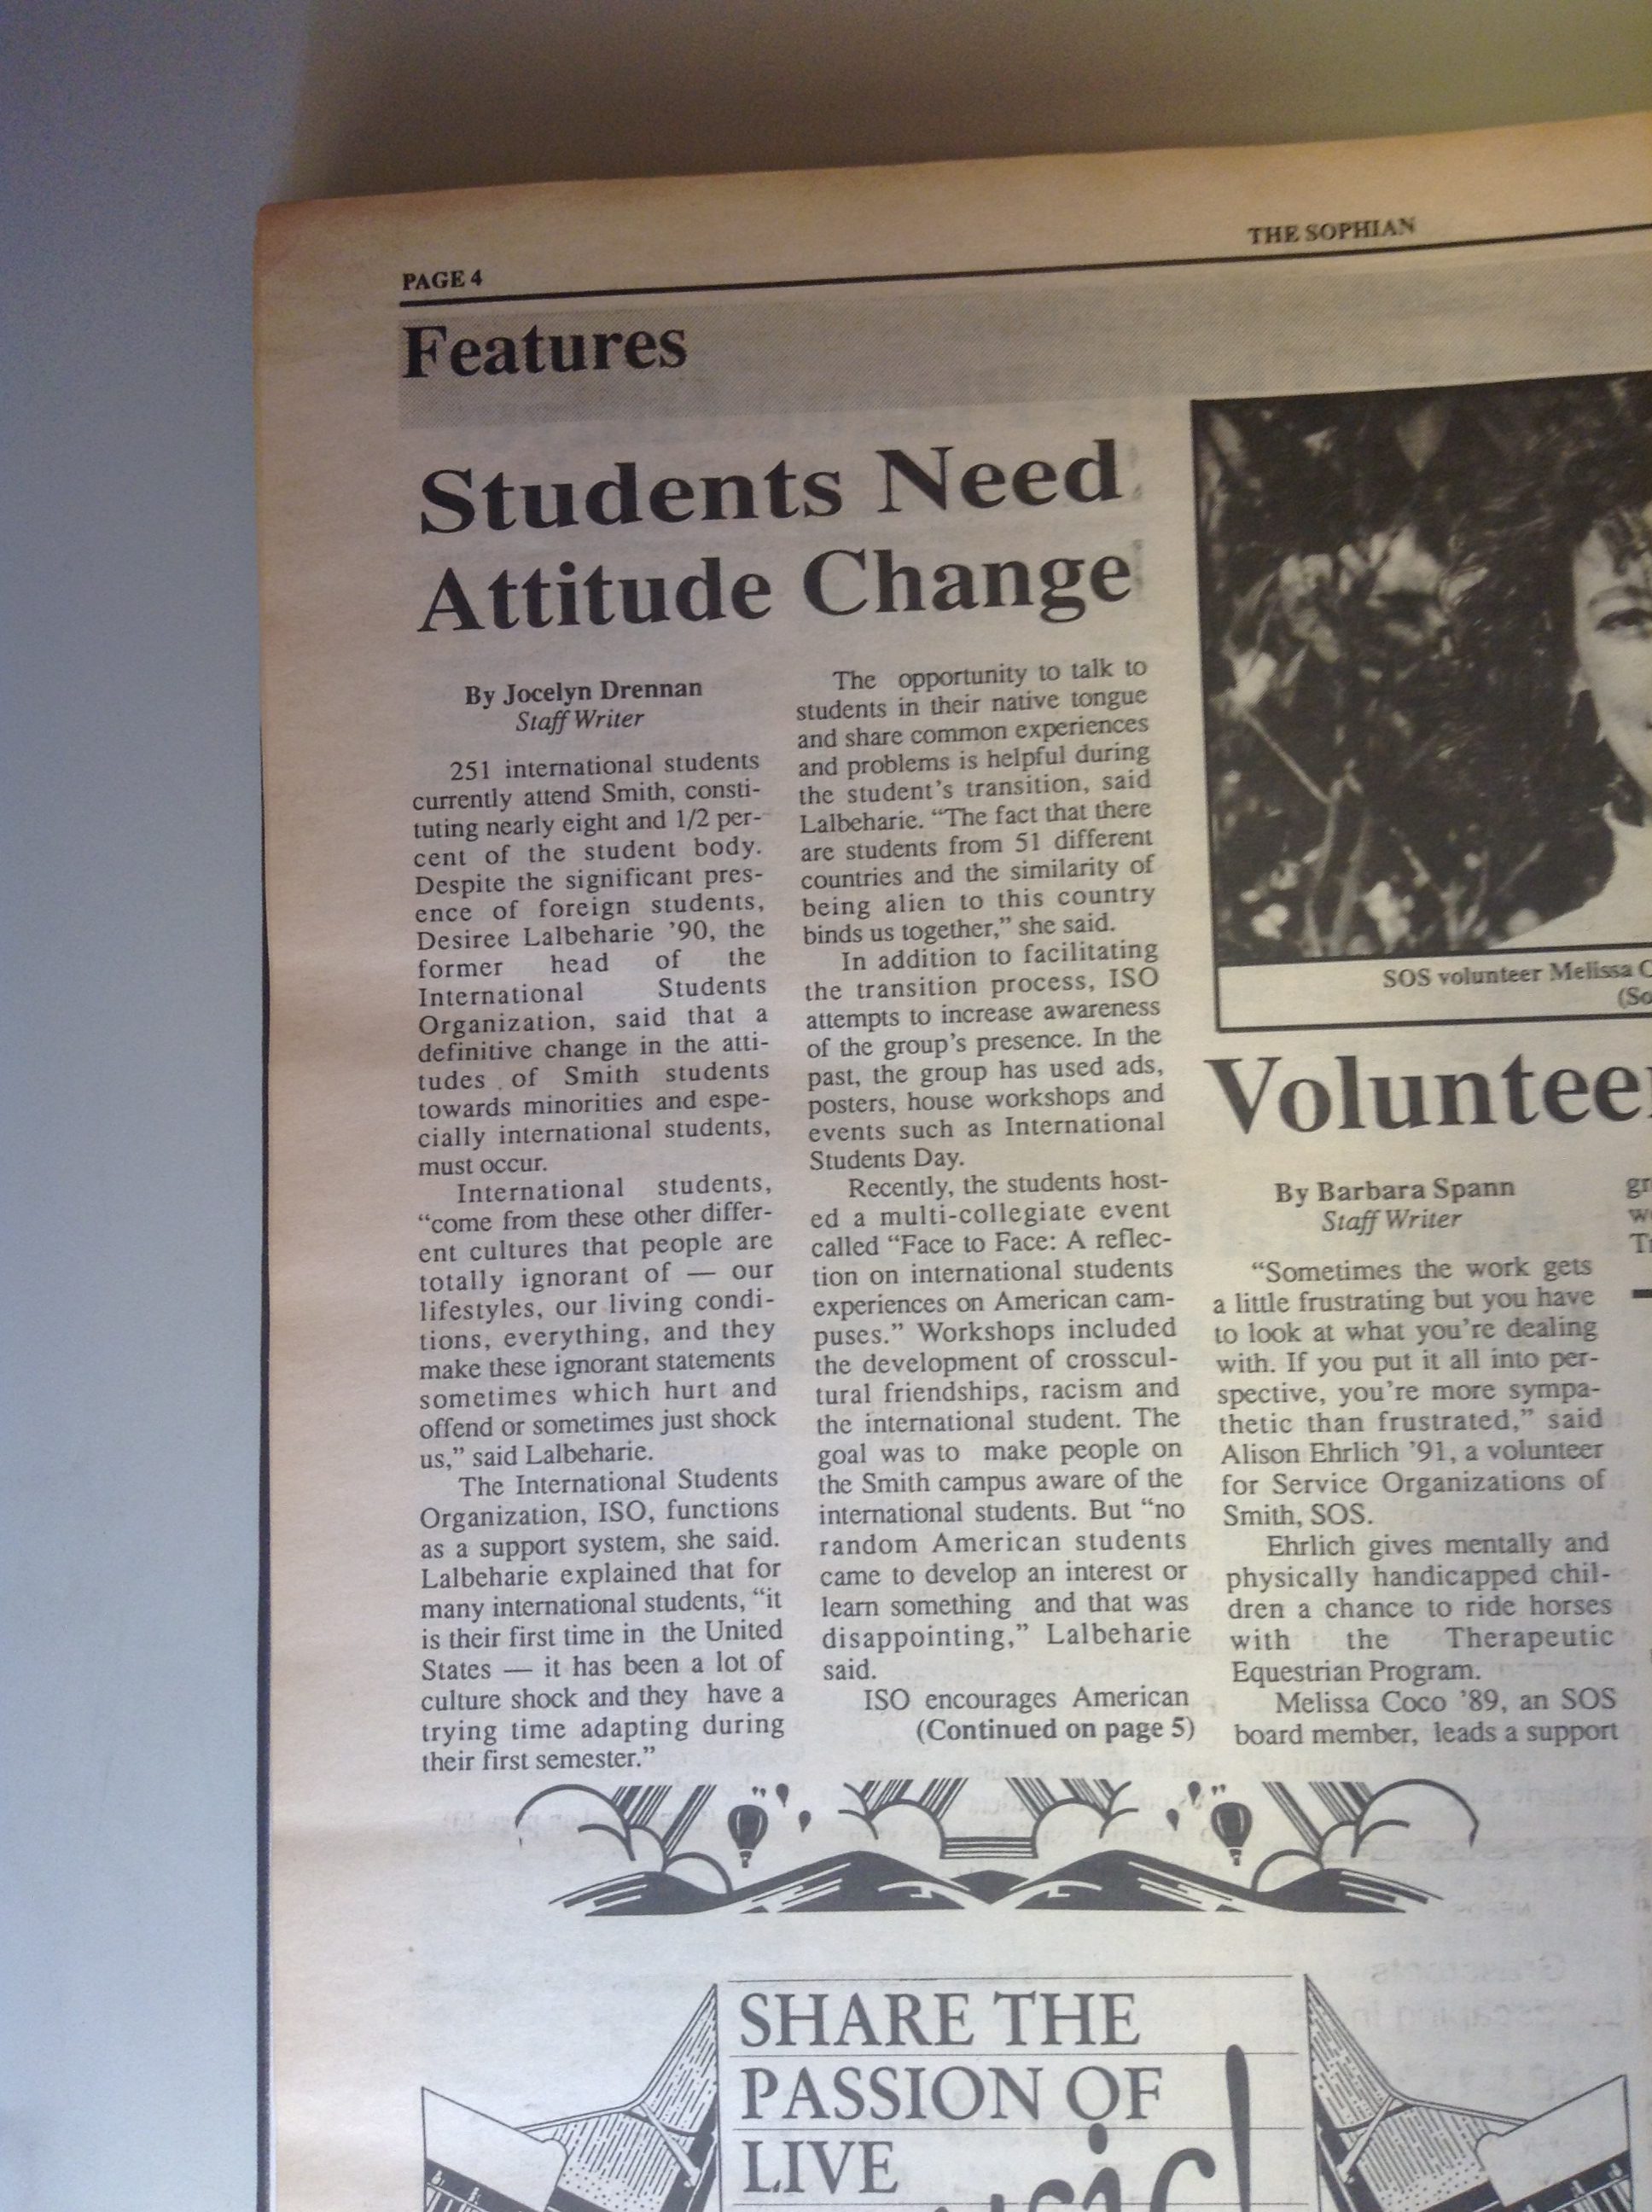 THE SOPHIAN
PAGE 4
Features
Students Need
Attitude Change
By Jocelyn Drennan
Staff Writer
251 international students
currently attend Smith, consti-
tuting nearly eight and 1/2 per-
cent of the student body.
Despite the significant pres-
ence of foreign students,
Desiree Lalbeharie '90, the
former head of the
International Students
Organization, said that a
definitive change in the atti-
tudes of Smith students
towards minorities and espe-
cially international students,
must occur.
International students,
“come from these other differ-
ent cultures that people are
totally ignorant of — our
lifestyles, our living condi-
tions, everything, and they
make these ignorant statements
sometimes which hurt and
offend or sometimes just shock
us,” said Lalbeharie.
The International Students
Organization, ISO, functions
as a support system, she said.
Lalbeharie explained that for
many international students, “it
is their first time in the United
States — it has been a lot of
culture shock and they have a
trying time adapting during
their first semester.”
The opportunity to talk to
students in their native tongue
and share common experiences
and problems is helpful during
the student's transition, said
Lalbeharie. “The fact that there
are students from 51 different
countries and the similarity of
being alien to this country
binds us together,” she said.
In addition to facilitating
the transition process, ISO
attempts to increase awareness
of the group's presence. In the
past, the group has used ads,
posters, house workshops and
events such as International
Students Day.
Recently, the students host-
ed a multi-collegiate event
called “Face to Face: A reflec-
tion on international students
experiences on American cam-
puses.” Workshops included
the development of crosscul-
tural friendships, racism and
the international student. The
goal was to make people on
the Smith campus aware of the
international students. But “no
random American students
came to develop an interest or
learn something and that was
disappointing,” Lalbeharie
said.
ISO encourages American
(Continued on page 5)
SOS volunteer Melissa C
(So
Voluntee
By Barbara Spann
Staff Writer
“Sometimes the work gets
a little frustrating but you have
to look at what you're dealing
with. If you put it all into per-
spective, you're more sympa-
thetic than frustrated,” said
Alison Ehrlich '91, a volunteer
for Service Organizations of
Smith, SOS.
Ehrlich gives mentally and
physically handicapped chil-
dren a chance to ride horses
with the Therapeutic
Equestrian Program.
Melissa Coco '89, an SOS
board member, leads a support
SHARE THE
PASSION OF
LIVE